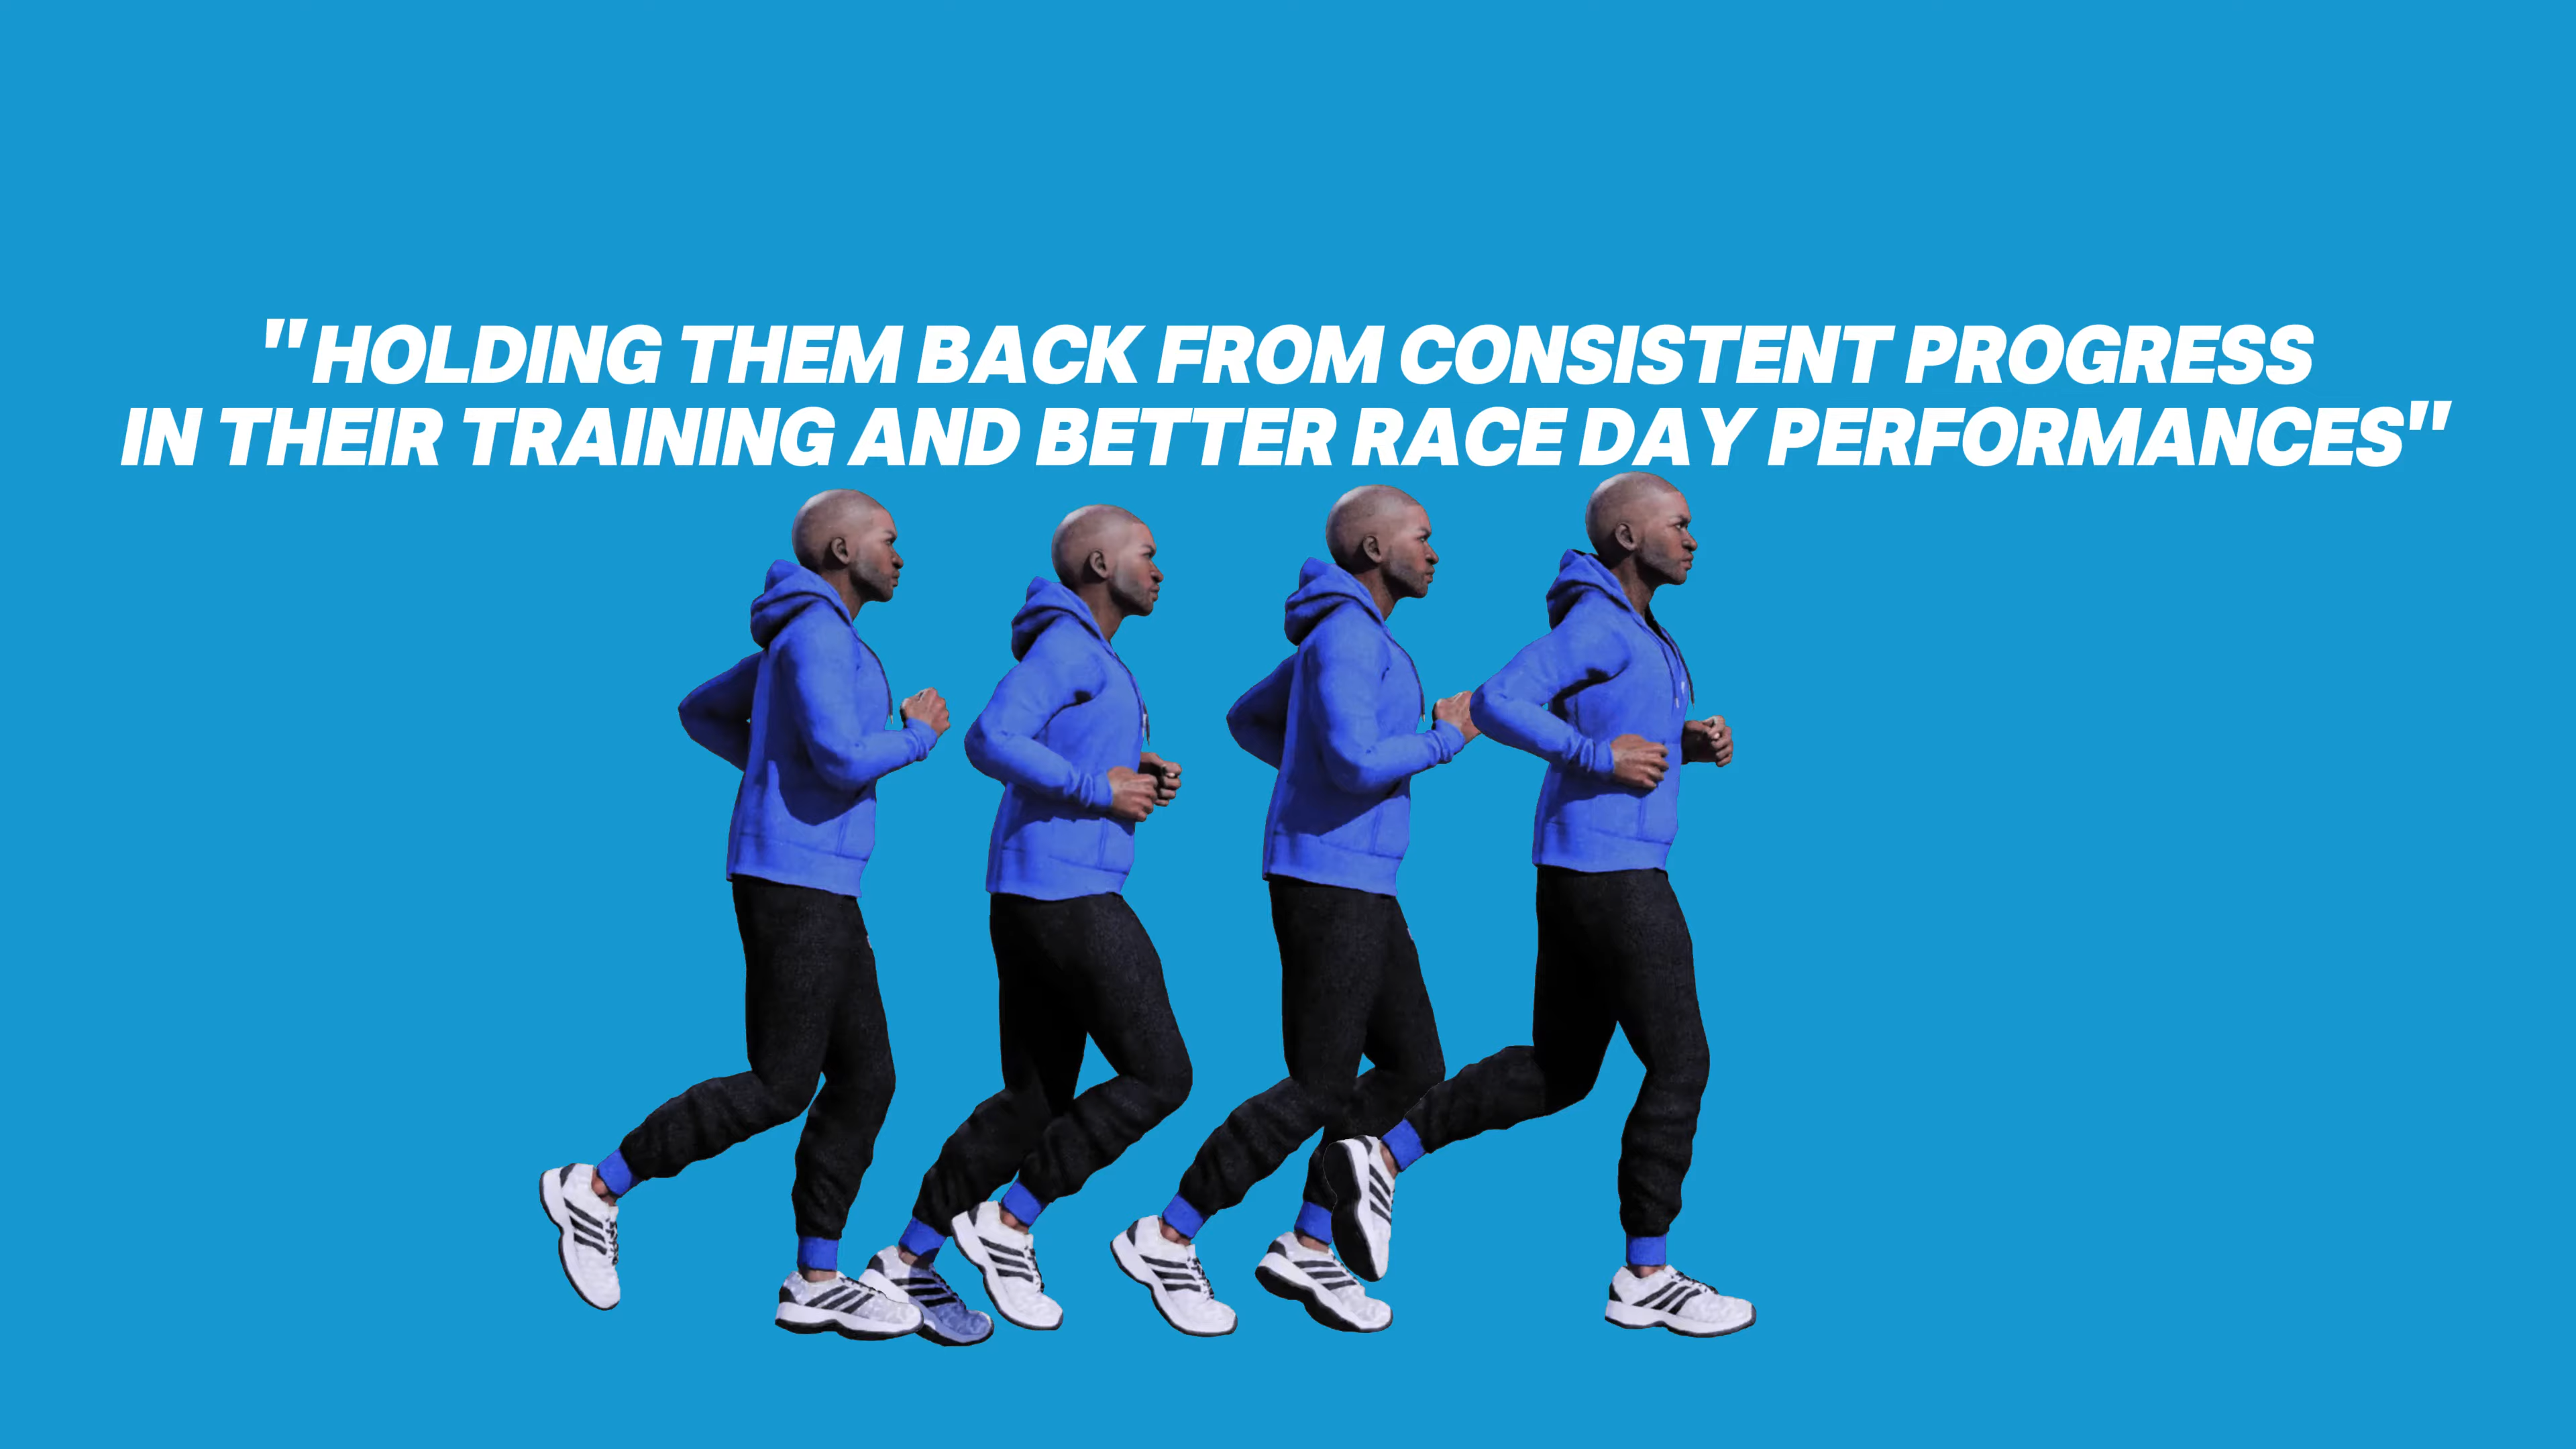 "HOLDING THEM BACK FROM CONSISTENT PROGRESS
IN THEIR TRAINING AND BETTER RACE DAY PERFORMANCES"